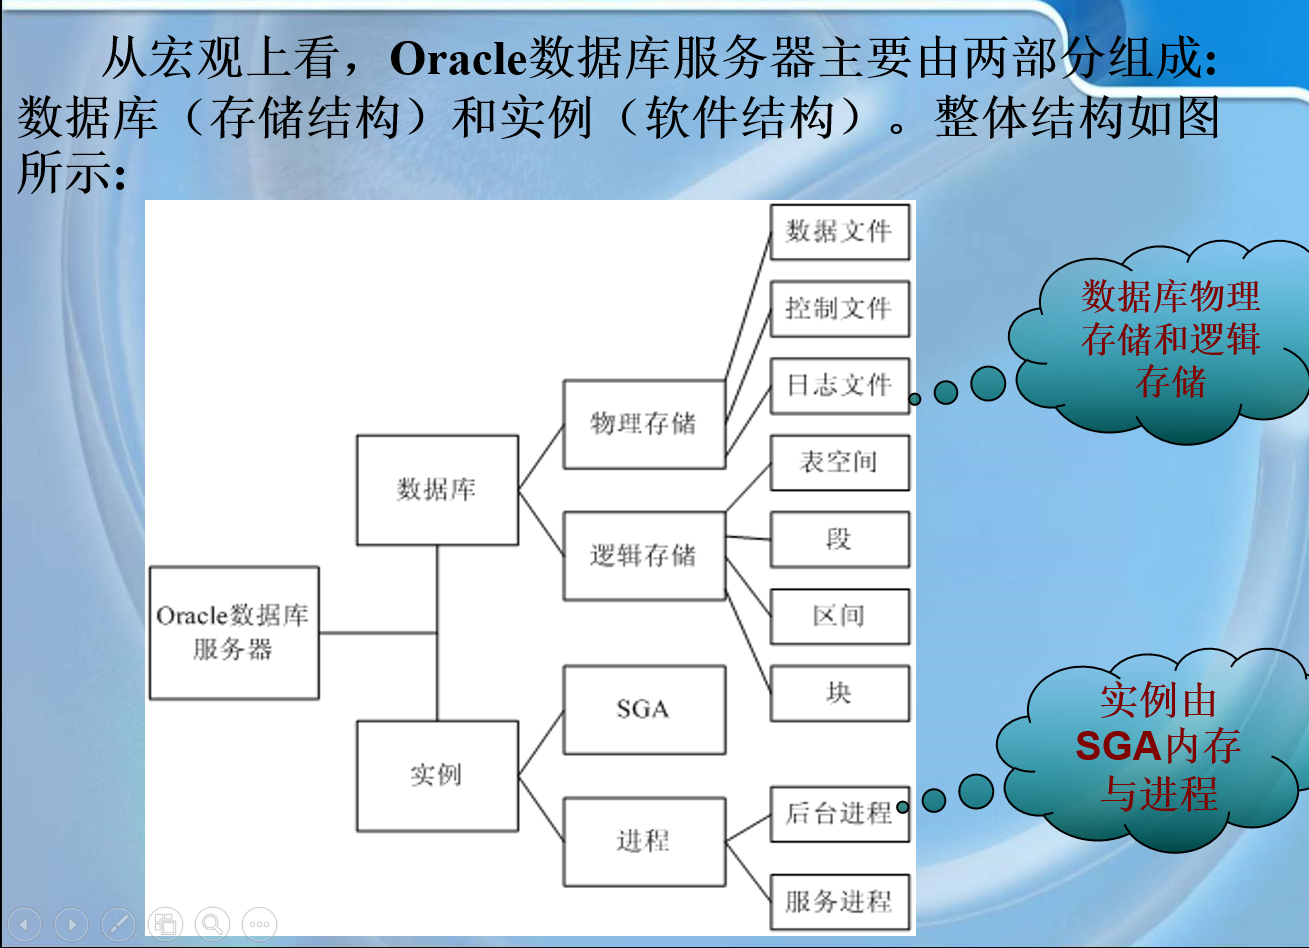 从宏观上看，Oracle数据库服务器主要由两部分组成:
数据库（存储结构）和实例（软件结构）。整体结构如图
所示:
数据文件
控制文件
日志文件
物理存储
表空间
数据库
段
逻辑存储
区间
块
Oracle数据库
服务器
SGA
实例
后台进程
进程
服务进程
数据库物理
存储和逻辑
存储
实例由
SGA内存
与进程